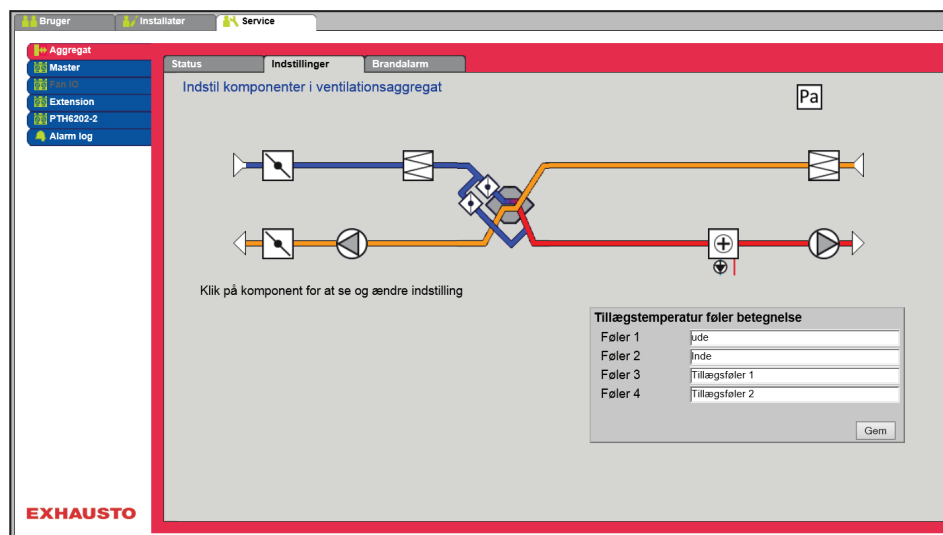 Bruger
Installatør
Service
Aggregat
Master
Fan IO
Extension
PTH6202-2
Alarm log
Status
Indstillinger
Brandalarm
Indstil komponenter i ventilationsaggregat
Pa
Klik på komponent for at se og ændre indstilling
Tillægstemperatur føler betegnelse
Føler 1 ude
Føler 2 Inde
Føler 3 Tillægsføler 1
Føler 4 Tillægsføler 2
Gem
EXHAUSTO